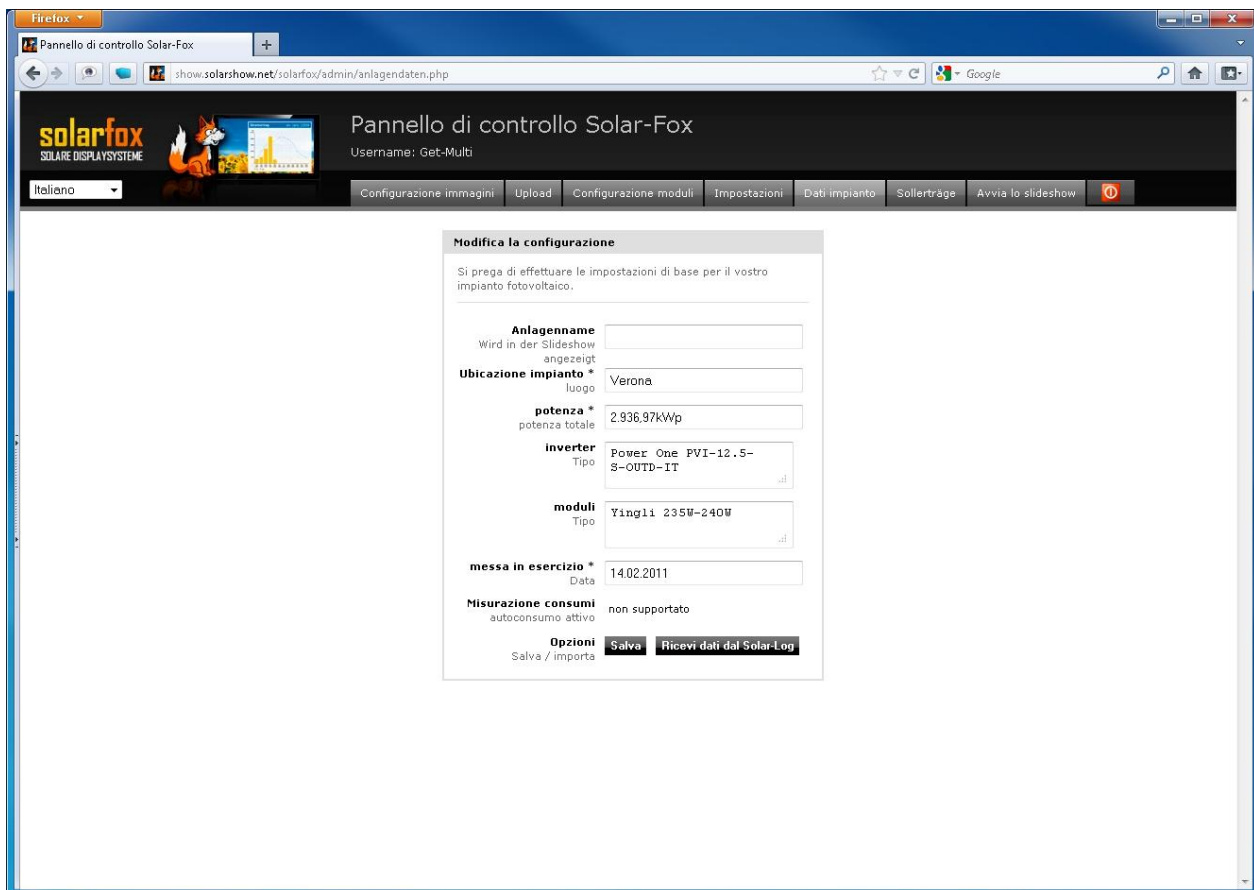 Firefox
Pannello di controllo Solar-Fox
+
show.solarshow.net/solarfox/admin/anlagendaten.php
Google
solarfox
SOLARE DISPLAYSYSTEME
Pannello di controllo Solar-Fox
Username: Get-Multi
Italiano
Configurazione immagini Upload Configurazione moduli Impostazioni Dati impianto Sollerträge Avvia lo slideshow
Modifica la configurazione
Si prega di effettuare le impostazioni di base per il vostro
impianto fotovoltaico.
Anlagenname
Wird in der Slideshow
angezeigt
Ubicazione impianto *
luogo
Verona
potenza *
potenza totale
2.936,97kWp
inverter
Tipo
Power One PVI-12.5-
S-OUTD-IT
moduli
Tipo
Yingli 235W-240W
messa in esercizio *
Data
14.02.2011
Misurazione consumi
autoconsumo attivo
non supportato
Opzioni
Salva / importa
Salva Ricevi dati dal Solar-Log